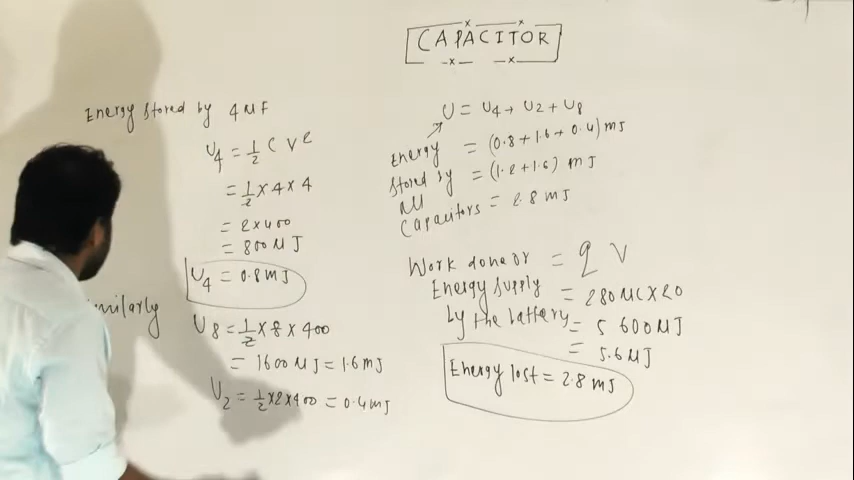 CAPACITOR
Energy stored by 4 μF
U4 = 1/2 C V2
= 1/2 × 4 × 4
= 2×400
= 800 μJ
U4 = 0.8 mJ
imilarly
U8 = 1/2 × 8 × 400
= 1600 μJ = 1.6 mJ
U2 = 1/2 × 2 × 400 = 0.4 mJ
U = U4 + U2 + U8
Energy = (0.8 + 1.6 + 0.4) mJ
stored by = (1.2 + 1.6) mJ
All
Capacitors = 2.8 mJ
Work done or = q V
Energy supply = 280 μC × 20
by the battery = 5600 μJ
= 5.6 μJ
Energy lost = 2.8 mJ